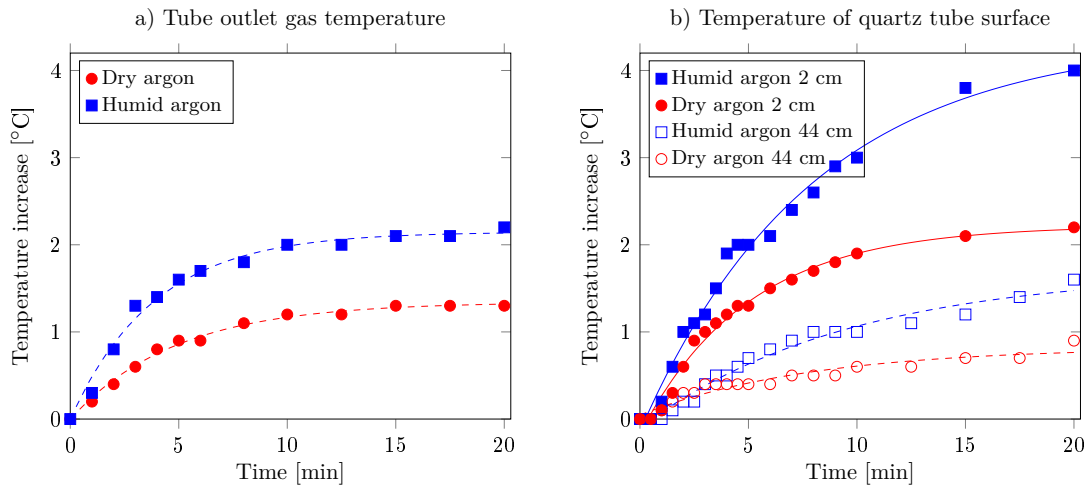 a) Tube outlet gas temperature
Temperature increase [°C]
4
3
2
1
0
Dry argon
Humid argon
0 5 10 15 20
Time [min]
b) Temperature of quartz tube surface
Temperature increase [°C]
4
3
2
1
0
Humid argon 2 cm
Dry argon 2 cm
Humid argon 44 cm
Dry argon 44 cm
0 5 10 15 20
Time [min]